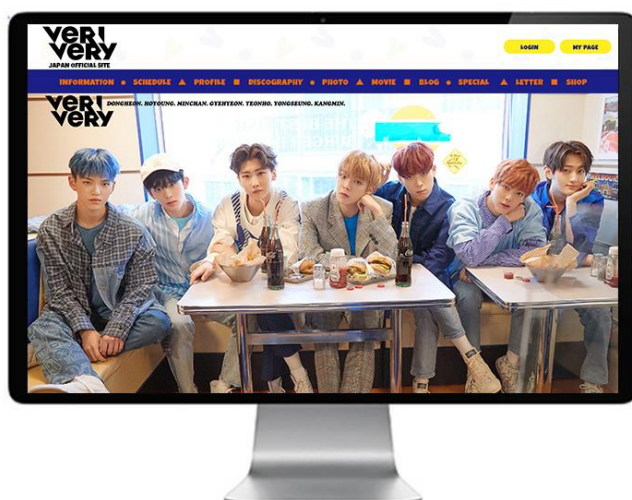 VERI
VERY
JAPAN OFFICIAL SITE
LOGIN
MY PAGE
INFORMATION ● SCHEDULE ▲ PROFILE ■ DISCOGRAPHY ● PHOTO ▲ MOVIE ■ BLOG ● SPECIAL ▲ LETTER ■ SHOP
VERI
VERY
DONGHEON. HOYOUNG. MINCHAN. GYEHYEON. YEONHO. YONGSEUNG. KANGMIN.